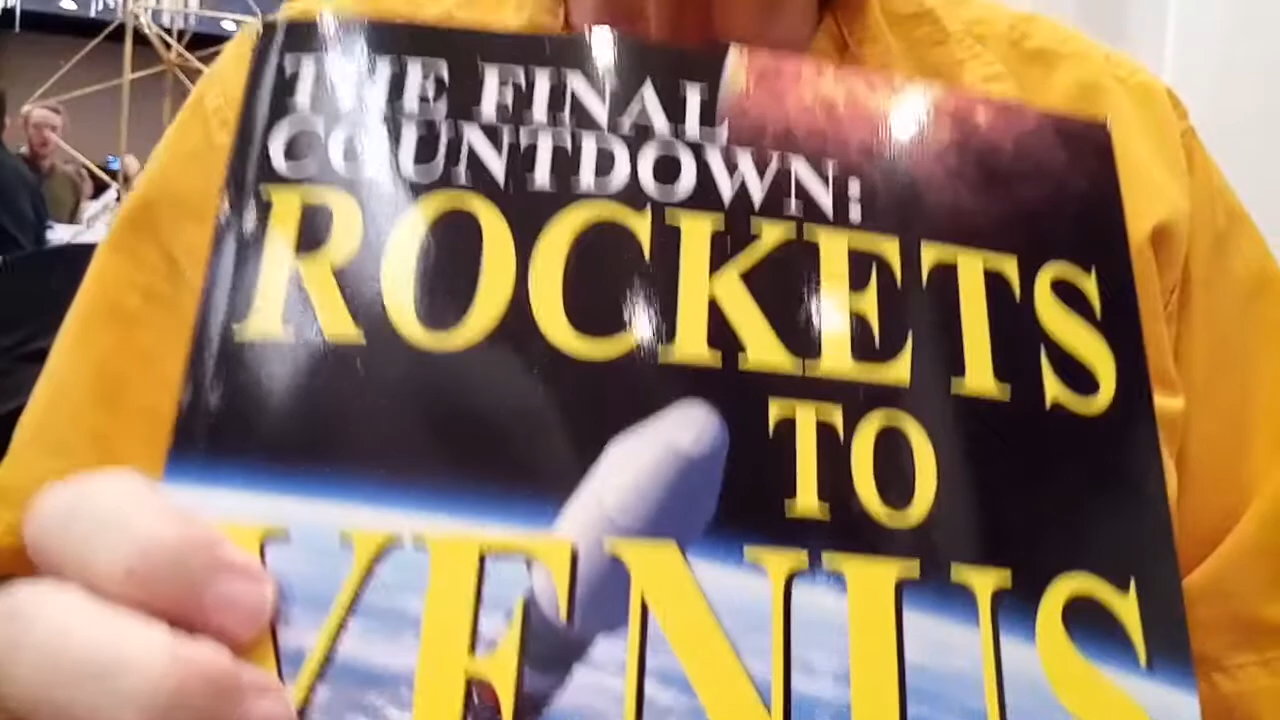 THE FINAL
COUNTDOWN:
ROCKETS
TO
VENUS